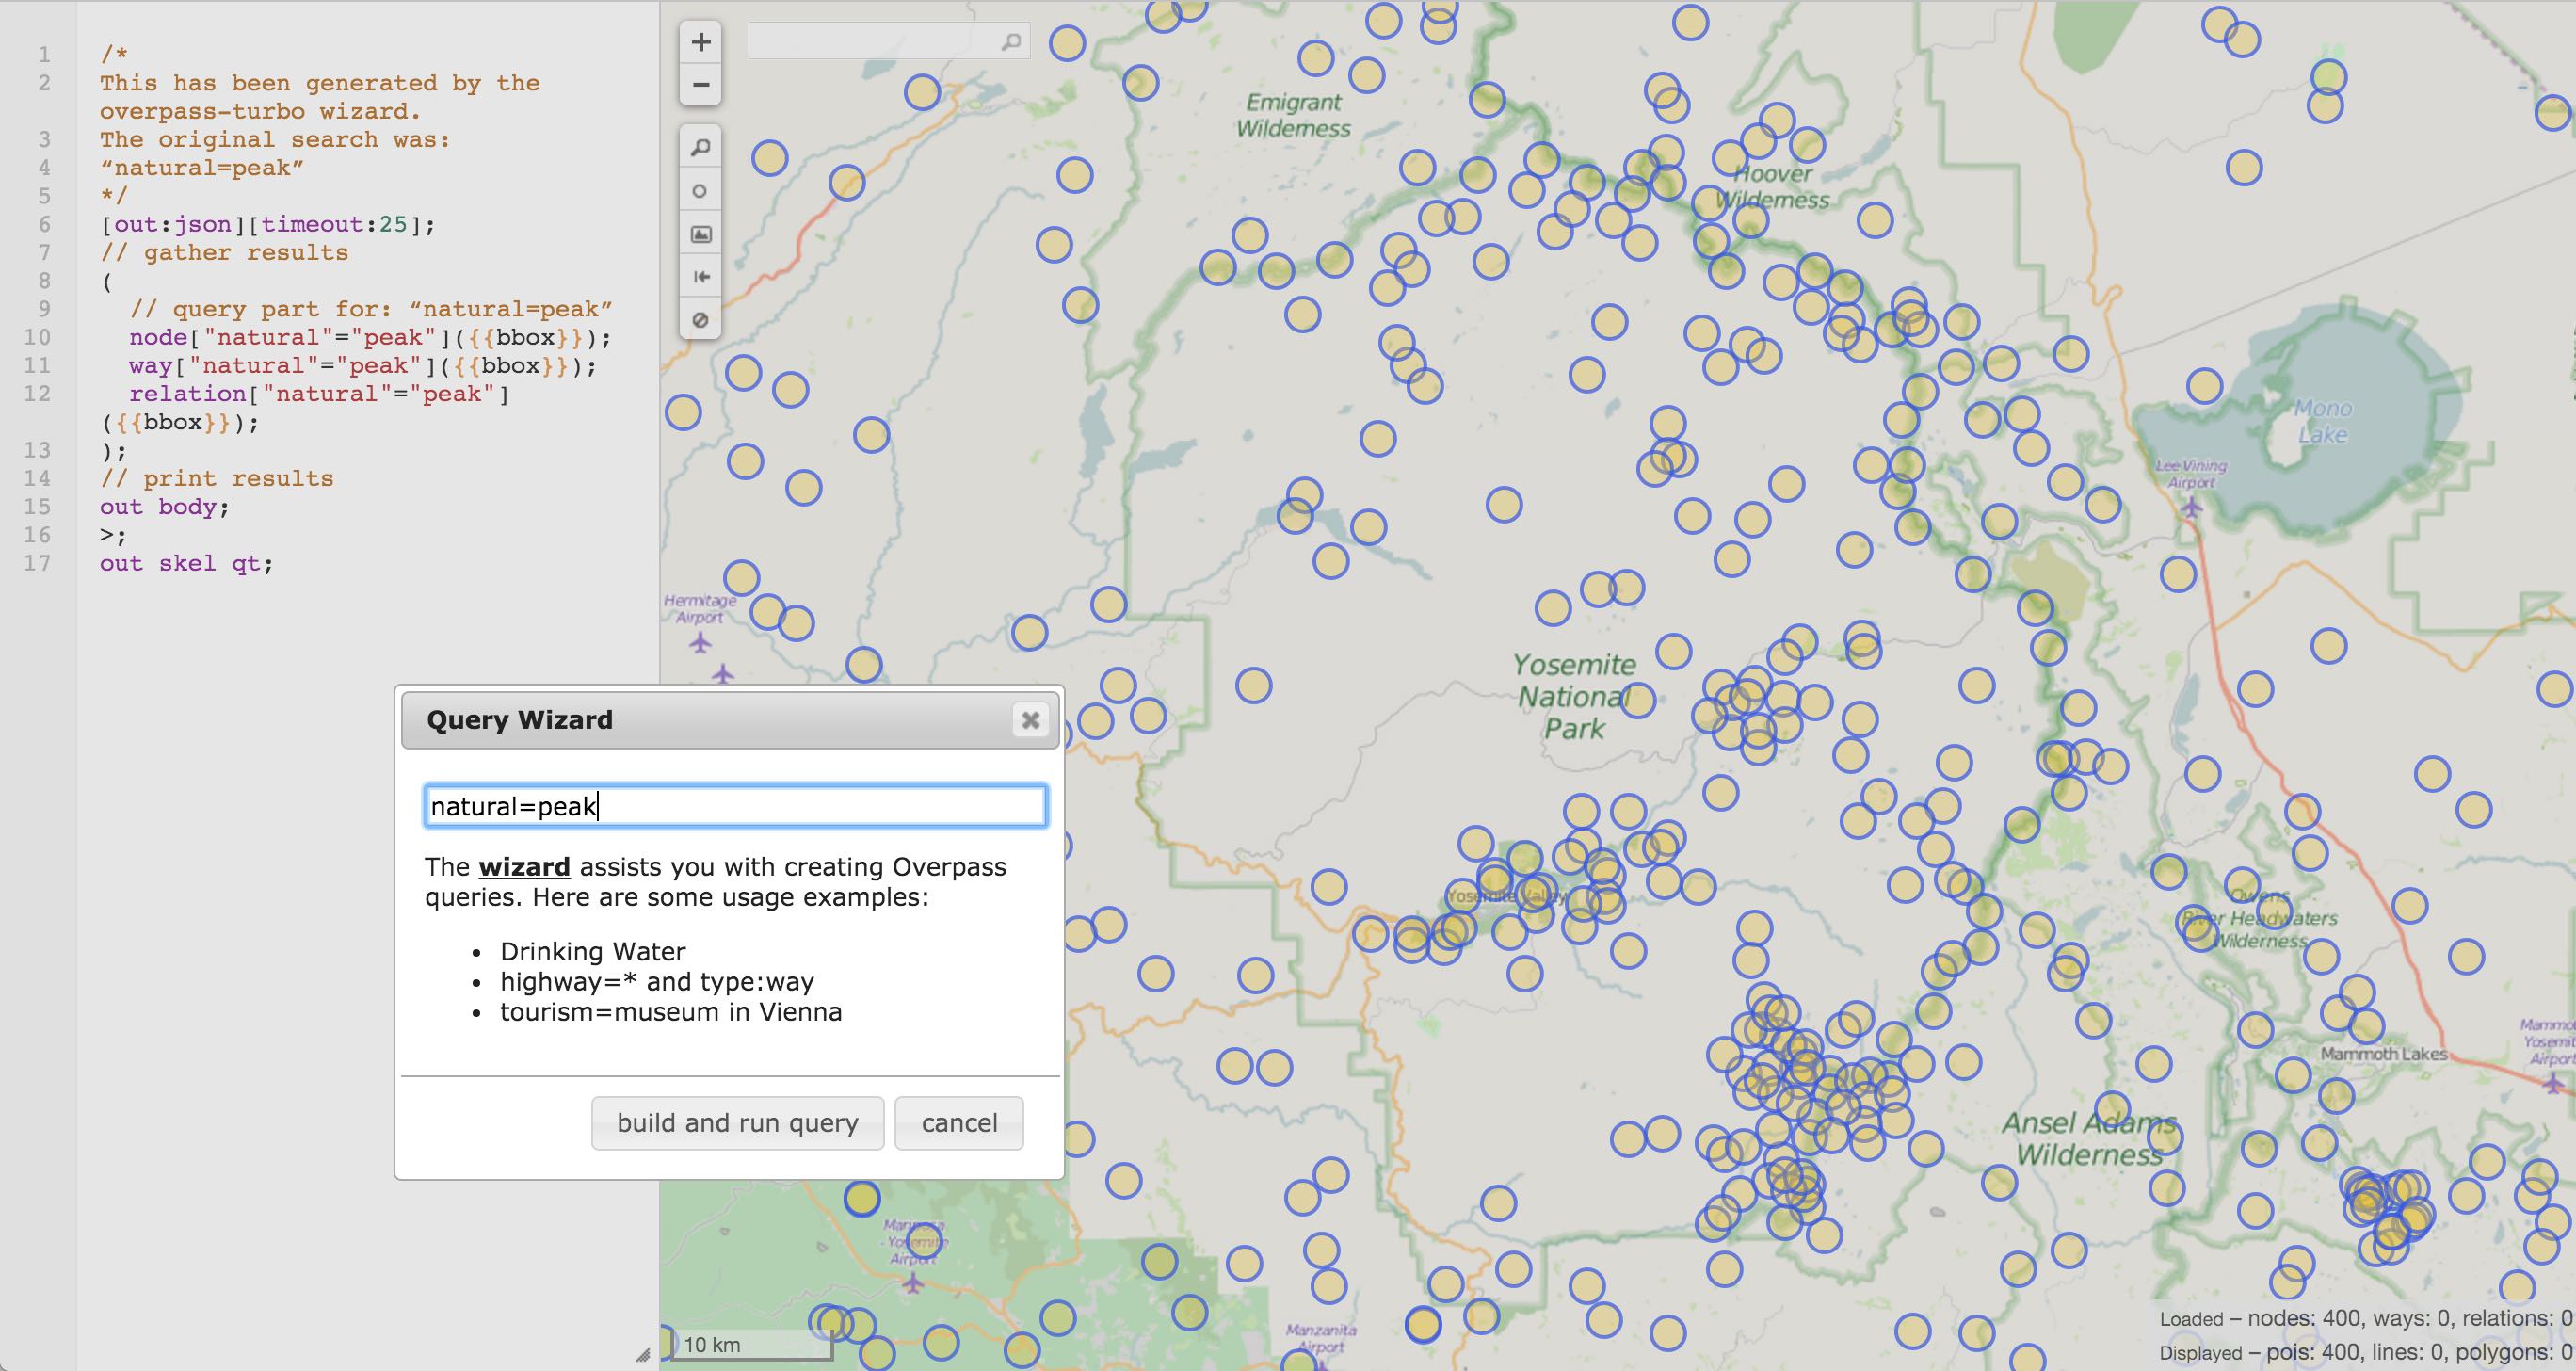 1 /*
2 This has been generated by the
overpass-turbo wizard.
3 The original search was:
4 “natural=peak”
5 */
6 [out:json][timeout:25];
7 // gather results
8 (
9 // query part for: “natural=peak”
10 node["natural"="peak"]({{bbox}});
11 way["natural"="peak"]({{bbox}});
12 relation["natural"="peak"]
({{bbox}});
13 );
14 // print results
15 out body;
16 >;
17 out skel qt;
+
−
Emigrant
Wilderness
Hoover
Wilderness
Mono
Lake
Lee Vining
Airport
Hermitage
Airport
Yosemite
National
Park
Query Wizard
natural=peak
The wizard assists you with creating Overpass
queries. Here are some usage examples:
• Drinking Water
• highway=* and type:way
• tourism=museum in Vienna
build and run query
cancel
Yosemite Valley
Owens
River Headwaters
Wilderness
Mammoth Lakes
Ansel Adams
Wilderness
Mariposa
- Yosemite
Airport
Manzanita
Airport
10 km
Loaded – nodes: 400, ways: 0, relations: 0
Displayed – pois: 400, lines: 0, polygons: 0